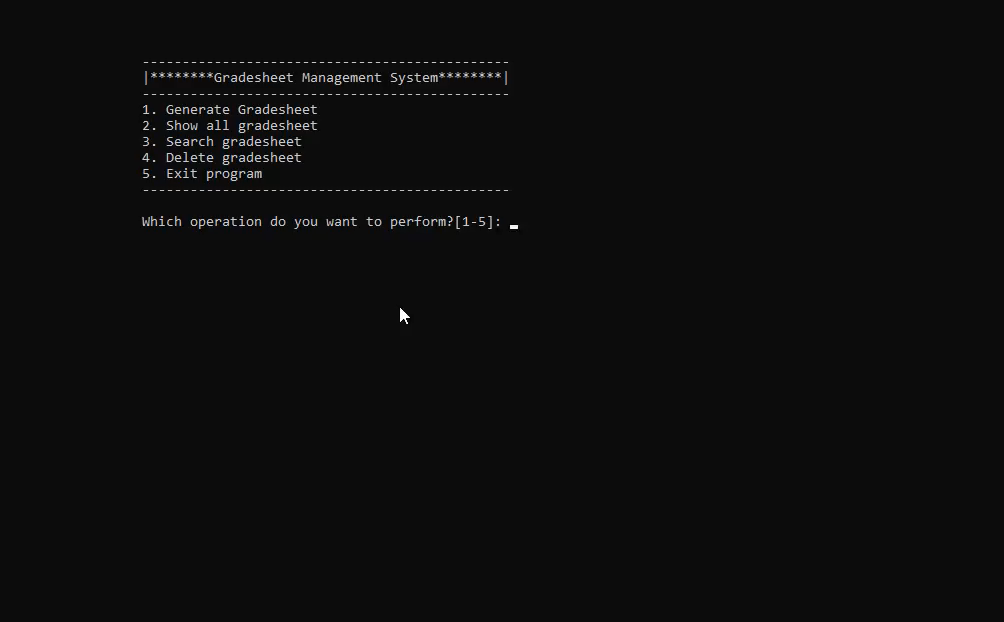 ----------------------------------------------
|********Gradesheet Management System********|
----------------------------------------------
1. Generate Gradesheet
2. Show all gradesheet
3. Search gradesheet
4. Delete gradesheet
5. Exit program
----------------------------------------------
Which operation do you want to perform?[1-5]: